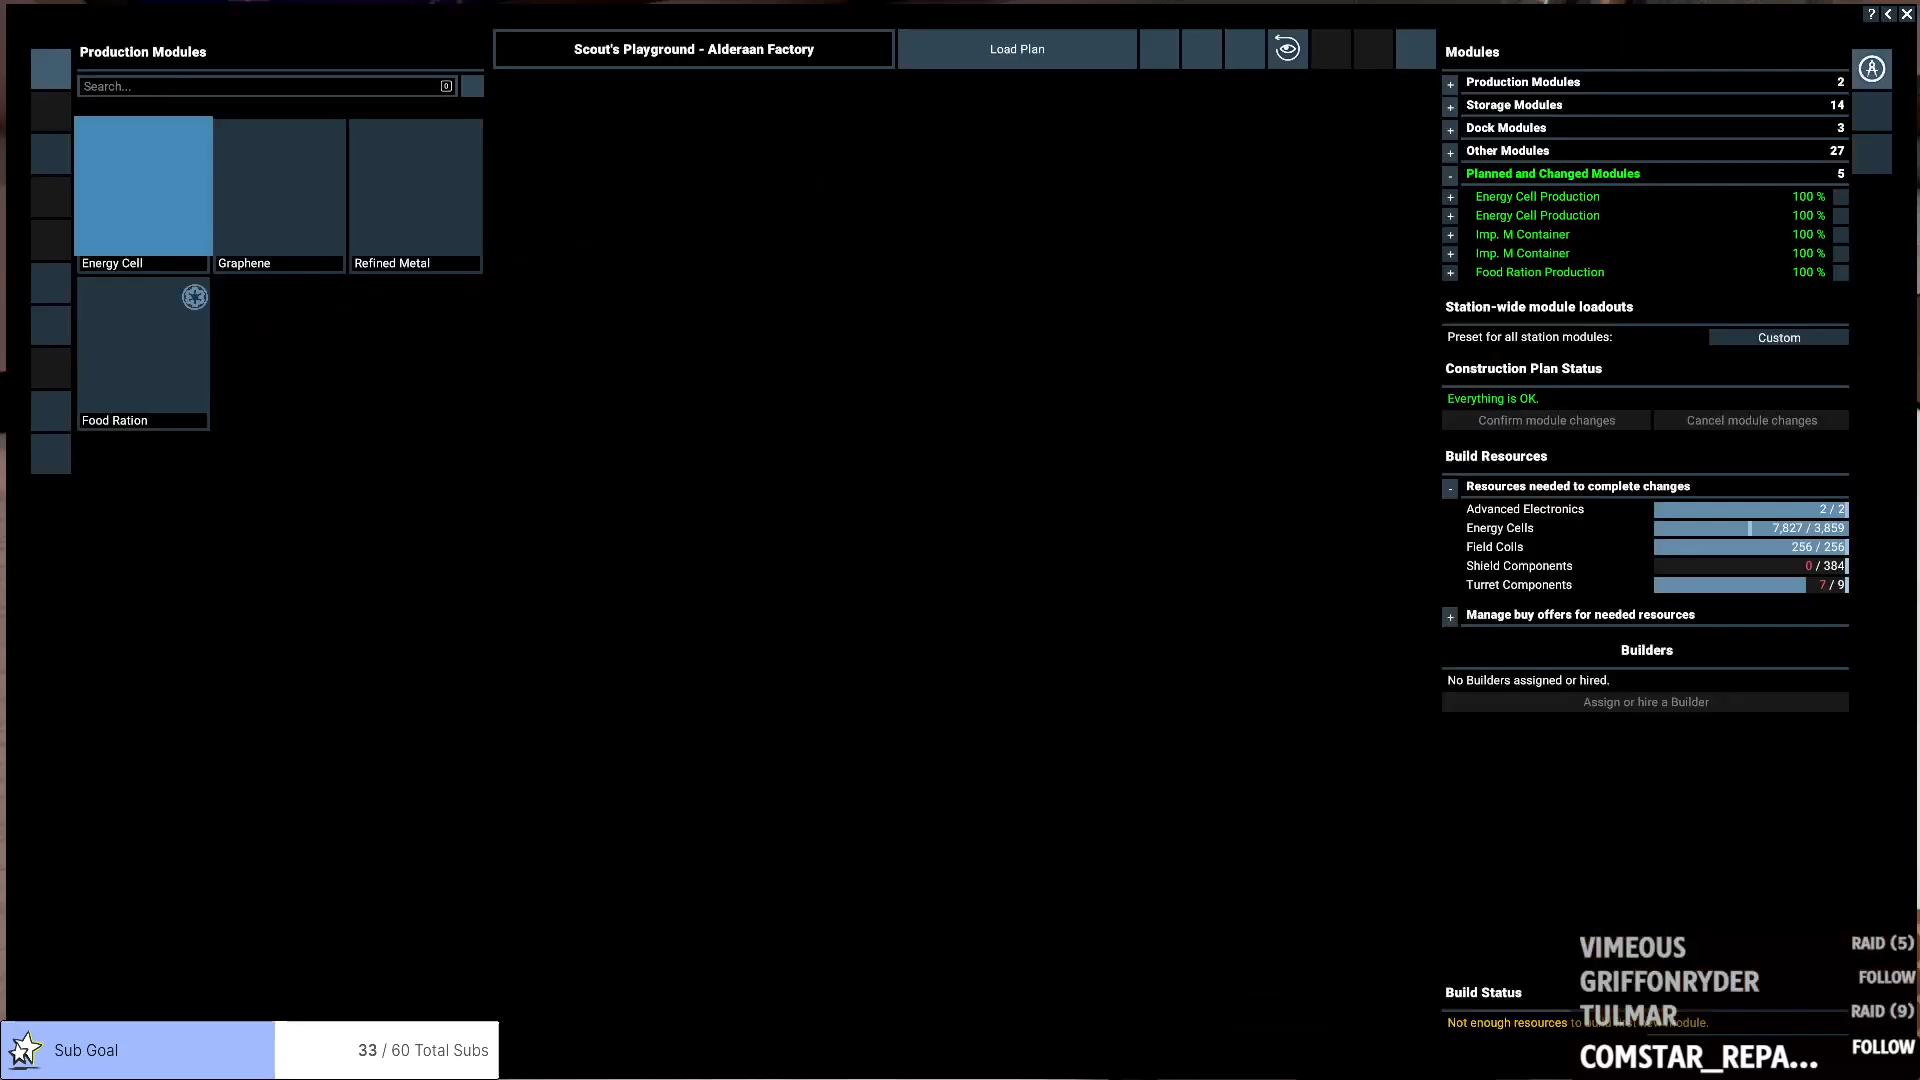 Production Modules
Search...
0
Energy Cell
Graphene
Refined Metal
Food Ration
Scout's Playground - Alderaan Factory
Load Plan
?
Modules
+ Production Modules 2
+ Storage Modules 14
+ Dock Modules 3
+ Other Modules 27
- Planned and Changed Modules 5
+ Energy Cell Production 100 %
+ Energy Cell Production 100 %
+ Imp. M Container 100 %
+ Imp. M Container 100 %
+ Food Ration Production 100 %
Station-wide module loadouts
Preset for all station modules: Custom
Construction Plan Status
Everything is OK.
Confirm module changes Cancel module changes
Build Resources
- Resources needed to complete changes
Advanced Electronics 2 / 2
Energy Cells 7,827 / 3,859
Field Coils 256 / 256
Shield Components 0 / 384
Turret Components 7 / 9
+ Manage buy offers for needed resources
Builders
No Builders assigned or hired.
Assign or hire a Builder
VIMEOUS RAID (5)
GRIFFONRYDER FOLLOW
Build Status
TULMAR RAID (9)
Not enough resources to build first new module.
COMSTAR_REPA... FOLLOW
Sub Goal 33 / 60 Total Subs